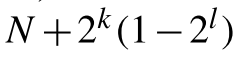 N + 2^k(1 − 2^l)